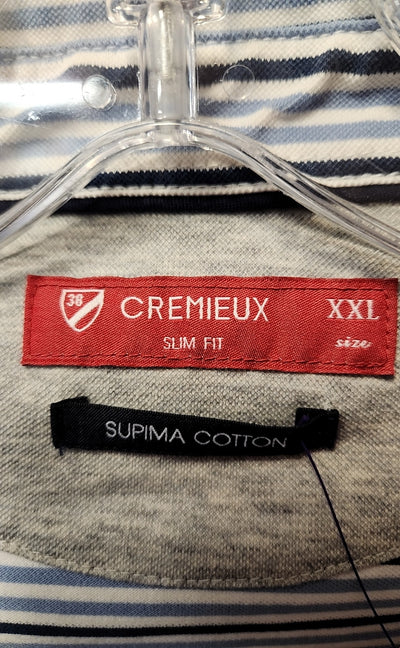 38 CREMIEUX XXL
SLIM FIT size
SUPIMA COTTON